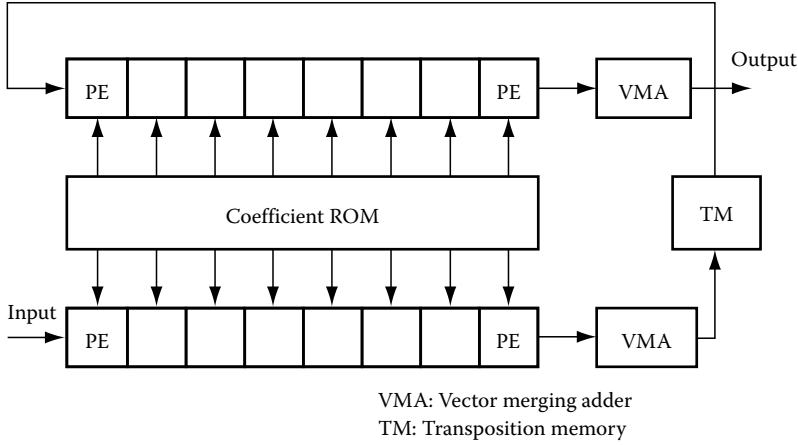 Output
PE
PE
VMA
Coefficient ROM
TM
Input
PE
PE
VMA
VMA: Vector merging adder
TM: Transposition memory